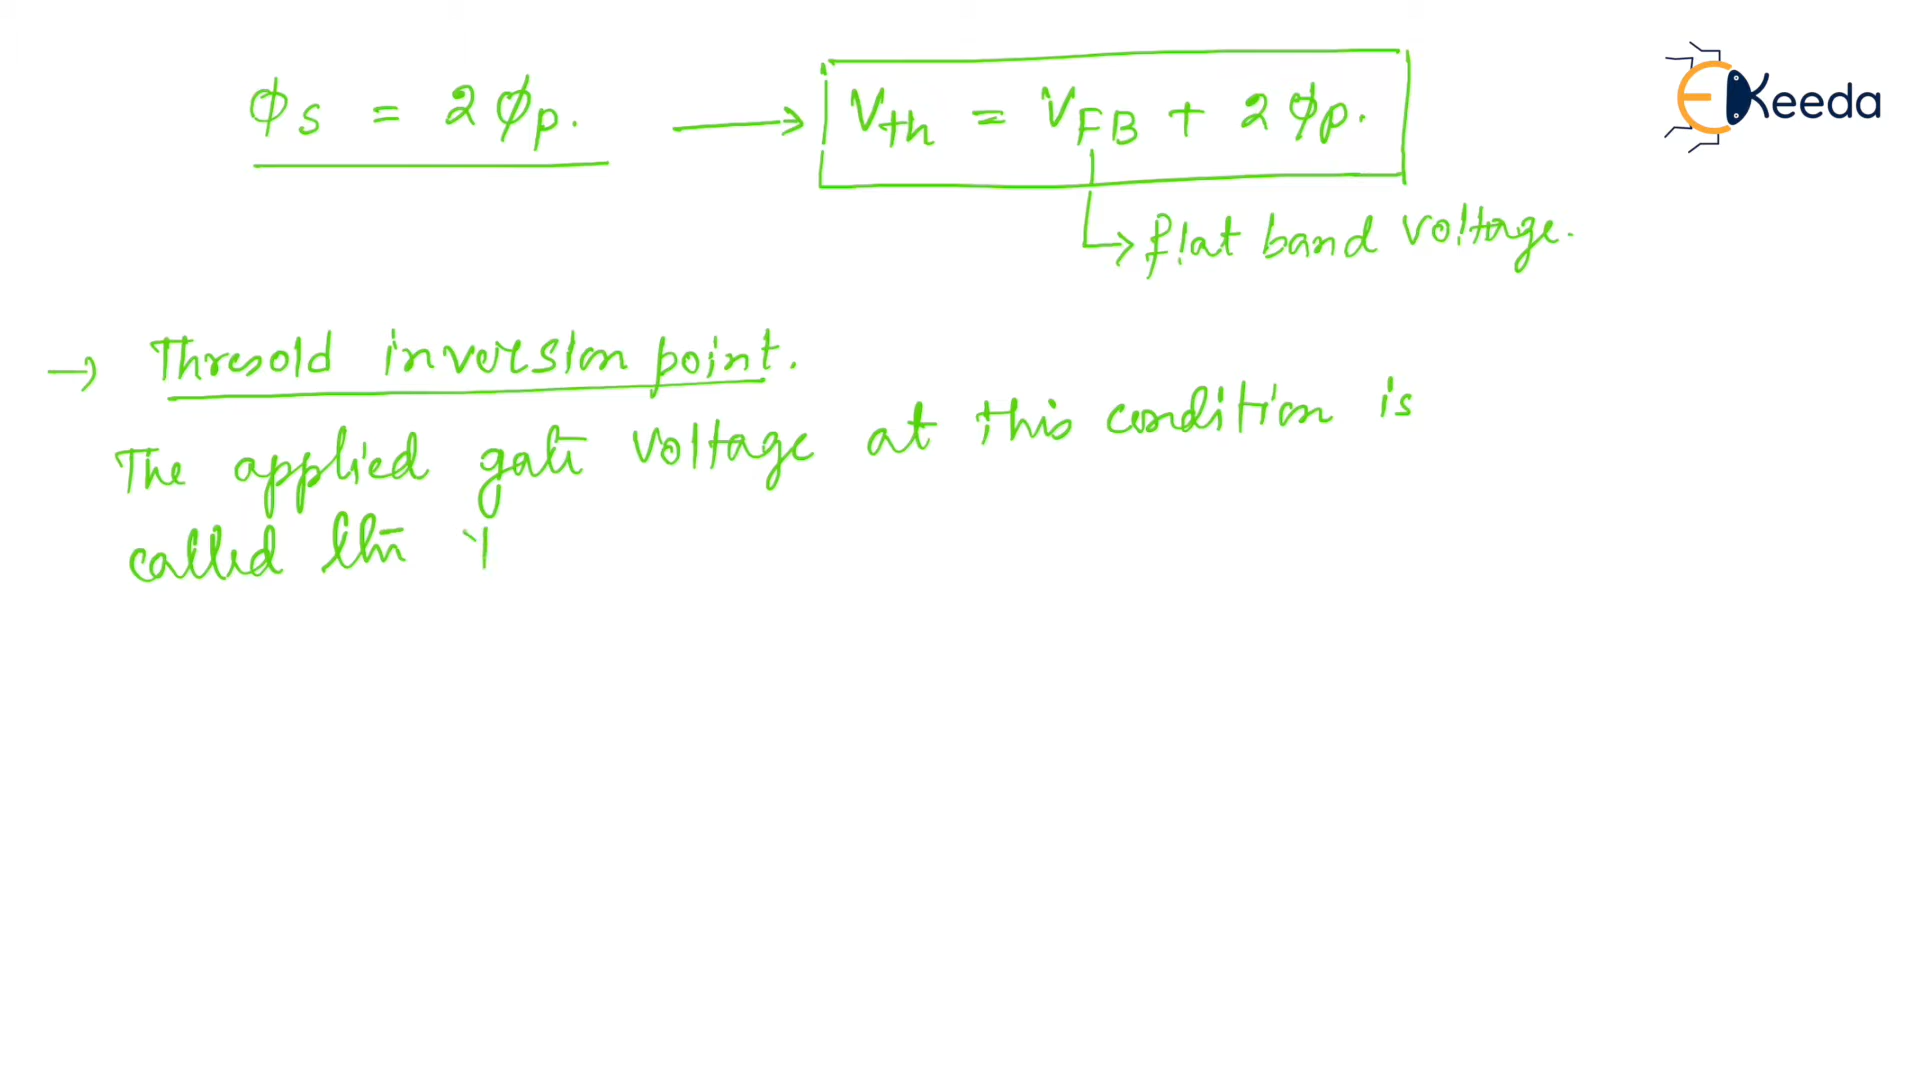 ϕs = 2ϕp. → Vth = VFB + 2ϕp.
EKeeda
↳ flat band voltage.
→ Thresold inversion point.
The applied gate voltage at this condition is
called the